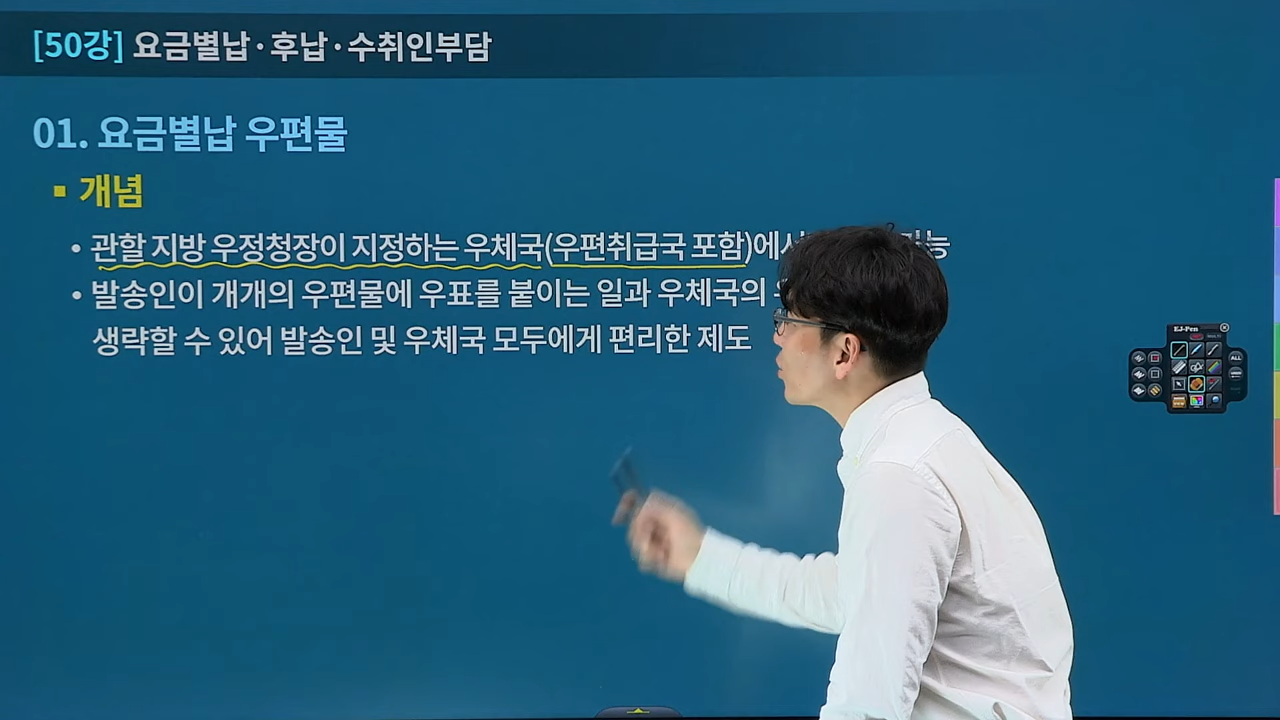 [50강] 요금별납·후납·수취인부담
01. 요금별납 우편물
▪ 개념
• 관할 지방 우정청장이 지정하는 우체국(우편취급국 포함)에서
• 발송인이 개개의 우편물에 우표를 붙이는 일과 우체국의
생략할 수 있어 발송인 및 우체국 모두에게 편리한 제도
EJ-Pen
ALL